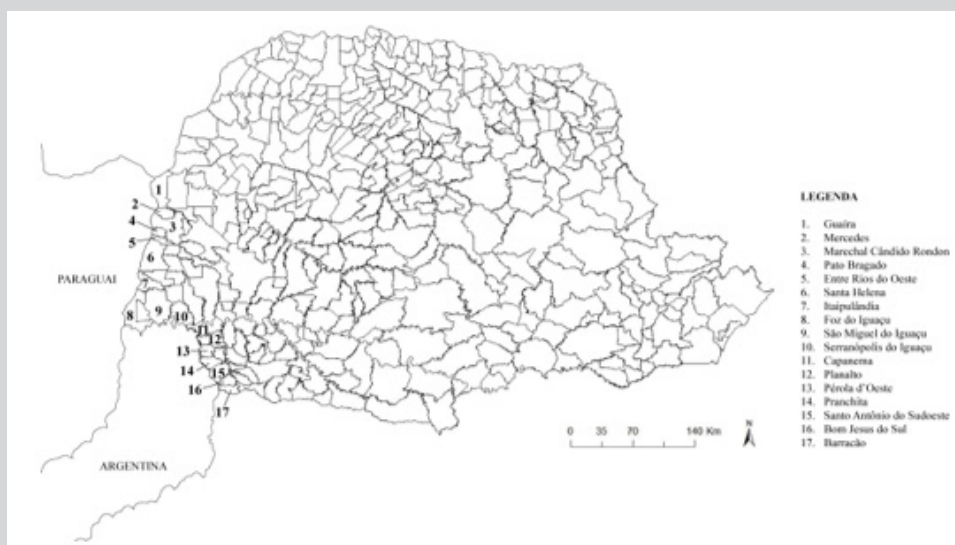 1
2
3
4
5
6
PARAGUAI
7
8
9
10
11
12
13
14
15
16
17
ARGENTINA
0 35 70 140 Km
N
LEGENDA
1. Guaíra
2. Mercedes
3. Marechal Cândido Rondon
4. Pato Bragado
5. Entre Rios do Oeste
6. Santa Helena
7. Itaipulândia
8. Foz do Iguaçu
9. São Miguel do Iguaçu
10. Serranópolis do Iguaçu
11. Capanema
12. Planalto
13. Pérola d'Oeste
14. Pranchita
15. Santo Antônio do Sudoeste
16. Bom Jesus do Sul
17. Barracão